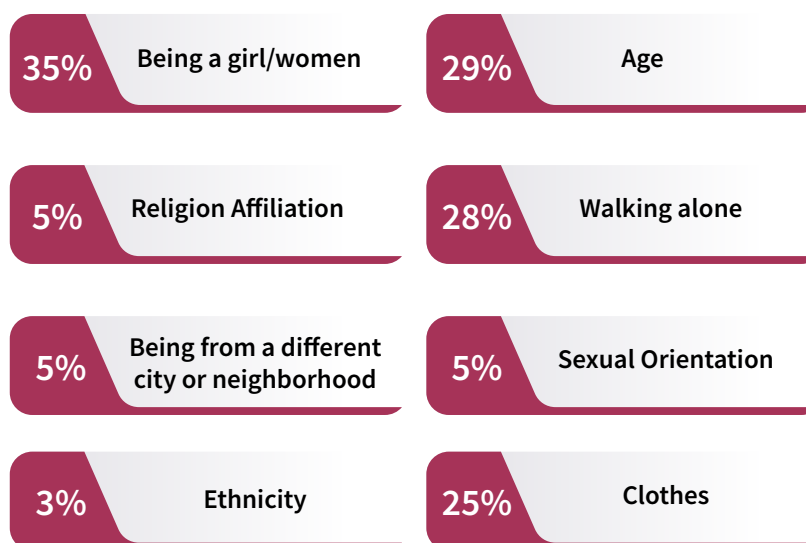 35% Being a girl/women
29% Age
5% Religion Affiliation
28% Walking alone
5% Being from a different
city or neighborhood
5% Sexual Orientation
3% Ethnicity
25% Clothes